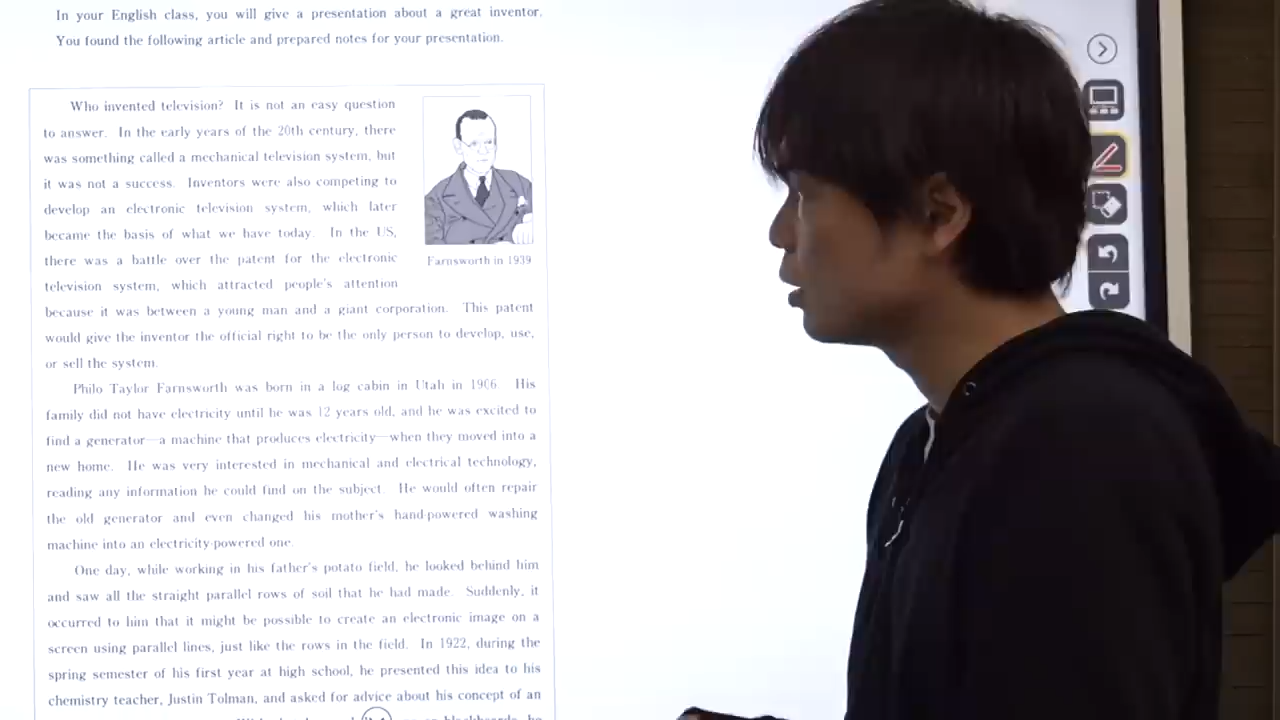 In your English class, you will give a presentation about a great inventor.
You found the following article and prepared notes for your presentation.
Who invented television? It is not an easy question
to answer. In the early years of the 20th century, there
was something called a mechanical television system, but
it was not a success. Inventors were also competing to
develop an electronic television system, which later
became the basis of what we have today. In the US,
there was a battle over the patent for the electronic
television system, which attracted people's attention
because it was between a young man and a giant corporation. This patent
would give the inventor the official right to be the only person to develop, use,
or sell the system.
Farnsworth in 1939
Philo Taylor Farnsworth was born in a log cabin in Utah in 1906. His
family did not have electricity until he was 12 years old, and he was excited to
find a generator—a machine that produces electricity—when they moved into a
new home. He was very interested in mechanical and electrical technology,
reading any information he could find on the subject. He would often repair
the old generator and even changed his mother's hand-powered washing
machine into an electricity-powered one.
One day, while working in his father's potato field, he looked behind him
and saw all the straight parallel rows of soil that he had made. Suddenly, it
occurred to him that it might be possible to create an electronic image on a
screen using parallel lines, just like the rows in the field. In 1922, during the
spring semester of his first year at high school, he presented this idea to his
chemistry teacher, Justin Tolman, and asked for advice about his concept of an